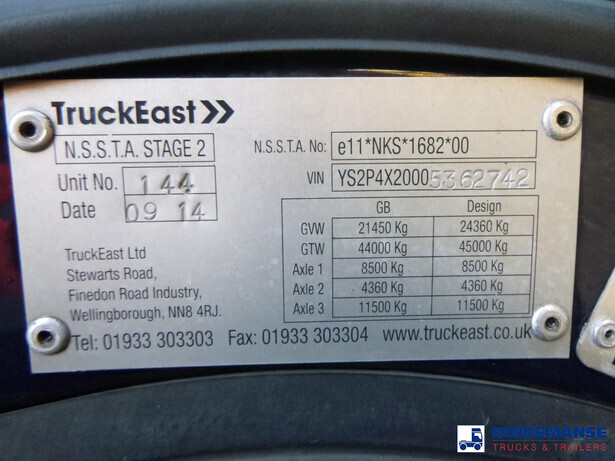 TruckEast
N.S.S.T.A. STAGE 2
N.S.S.T.A. No: e11*NKS*1682*00
Unit No. 144
VIN YS2P4X20005362742
Date 09 14
GB Design
GVW 21450 Kg 24360 Kg
GTW 44000 Kg 45000 Kg
Axle 1 8500 Kg 8500 Kg
Axle 2 4360 Kg 4360 Kg
Axle 3 11500 Kg 11500 Kg
TruckEast Ltd
Stewarts Road,
Finedon Road Industry,
Wellingborough, NN8 4RJ.
Tel: 01933 303303 Fax: 01933 303304 www.truckeast.co.uk
KINGSMANSE
TRUCKS & TRAILERS